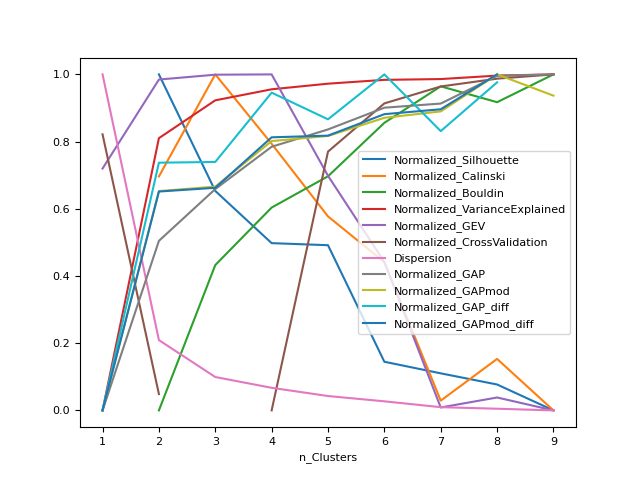 1.0
0.8
0.6
0.4
0.2
0.0
Normalized_Silhouette
Normalized_Calinski
Normalized_Bouldin
Normalized_VarianceExplained
Normalized_GEV
Normalized_CrossValidation
Dispersion
Normalized_GAP
Normalized_GAPmod
Normalized_GAP_diff
Normalized_GAPmod_diff
1 2 3 4 5 6 7 8 9
n_Clusters